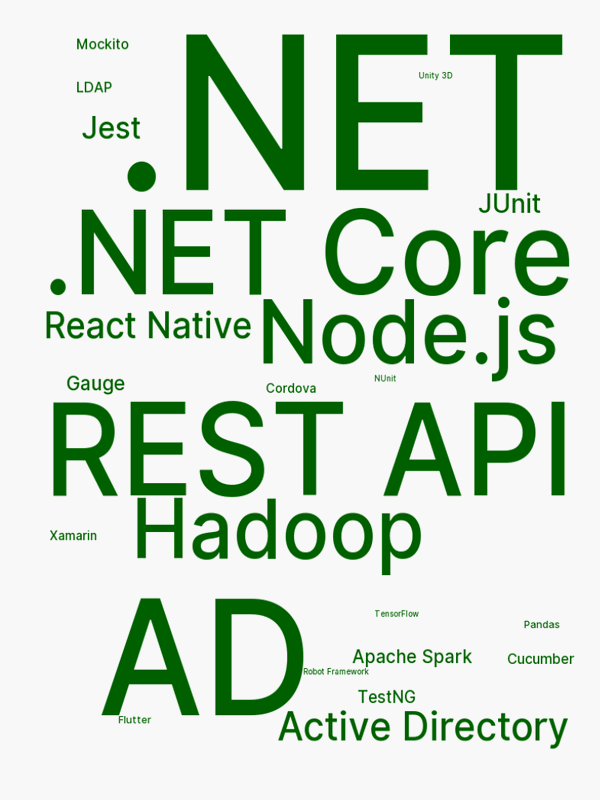 Mockito
.NET
Unity 3D
LDAP
Jest
JUnit
.NET Core
React Native
Node.js
NUnit
Gauge
Cordova
REST API
Hadoop
Xamarin
AD
TensorFlow
Pandas
Apache Spark
Cucumber
Robot Framework
TestNG
Flutter
Active Directory